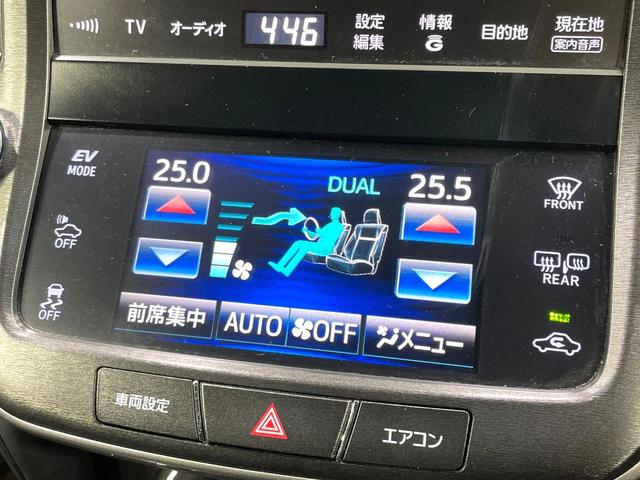 TV オーディオ 4:46 設定 編集 情報 G 目的地 現在地 案内音声
EV MODE
25.0 DUAL 25.5
FRONT
OFF
REAR
OFF
前席集中 AUTO OFF メニュー
車両設定 エアコン